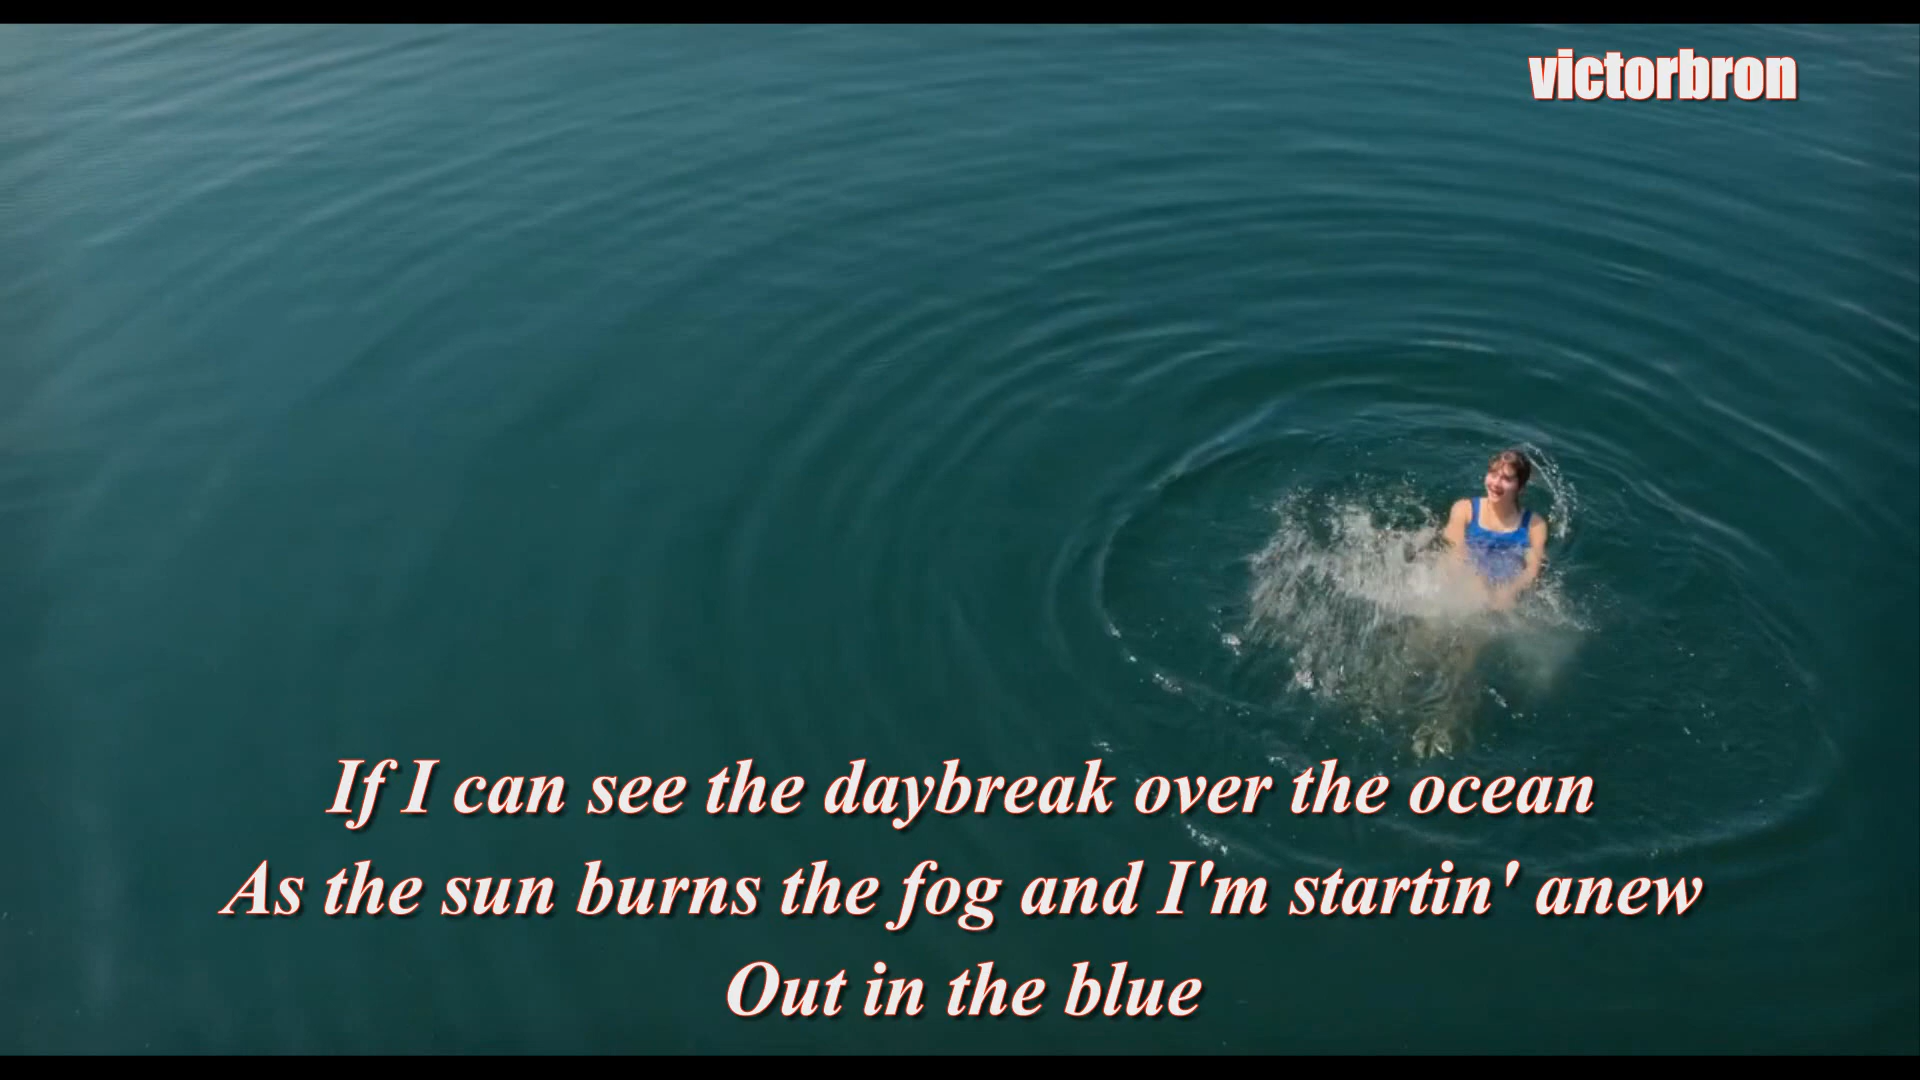 victorbron
If I can see the daybreak over the ocean
As the sun burns the fog and I'm startin' anew
Out in the blue